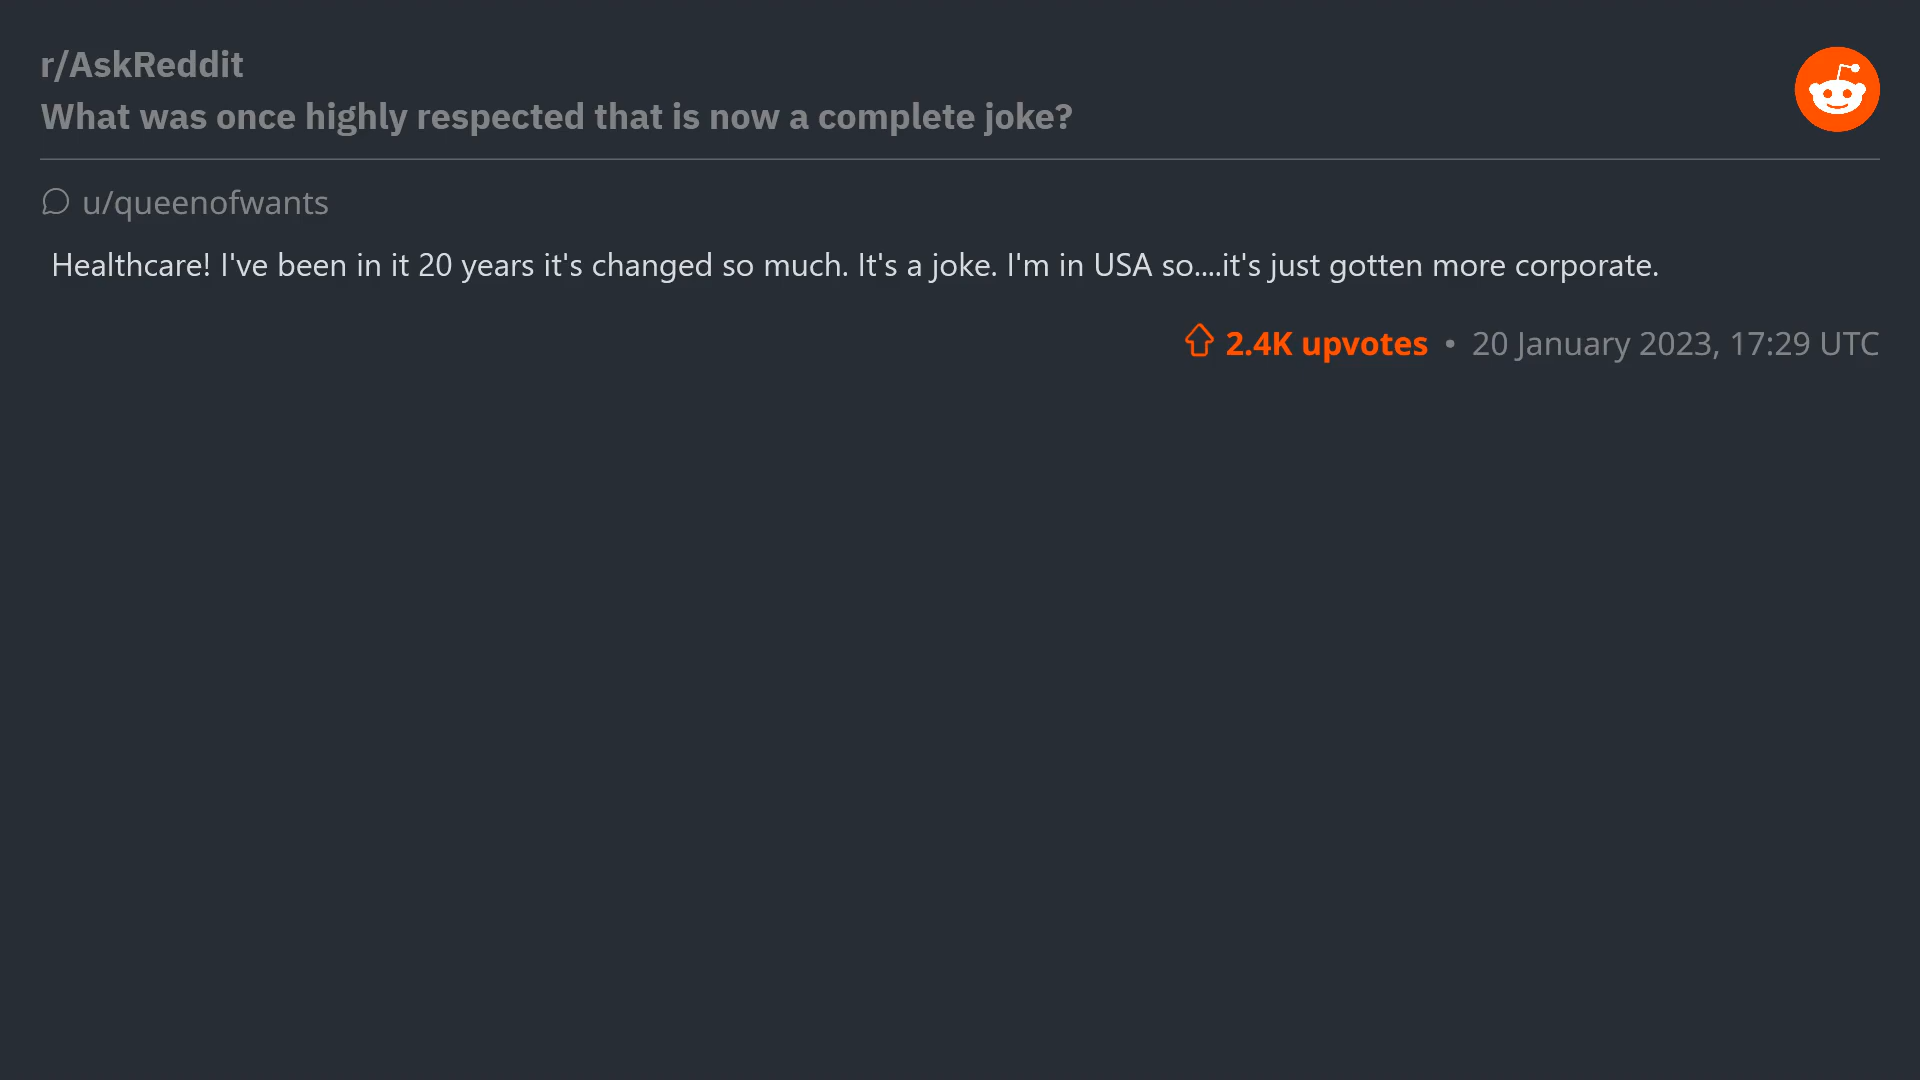 r/AskReddit
What was once highly respected that is now a complete joke?
u/queenofwants
Healthcare! I've been in it 20 years it's changed so much. It's a joke. I'm in USA so....it's just gotten more corporate.
2.4K upvotes • 20 January 2023, 17:29 UTC